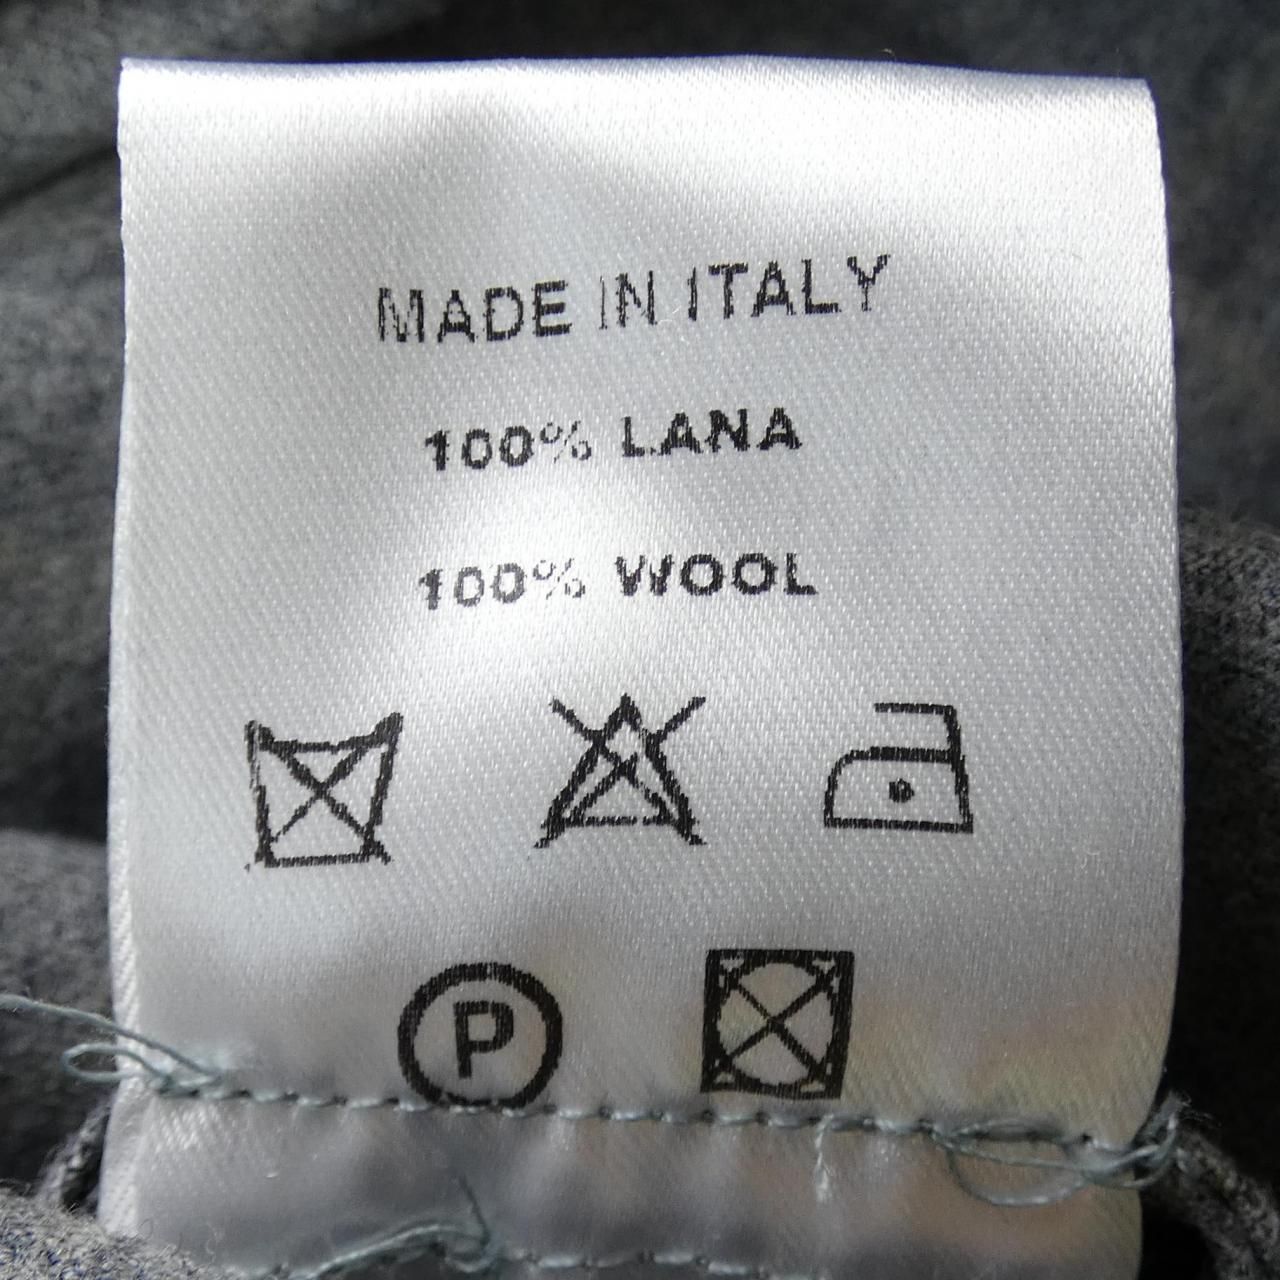 MADE IN ITALY
100% LANA
100% WOOL
P